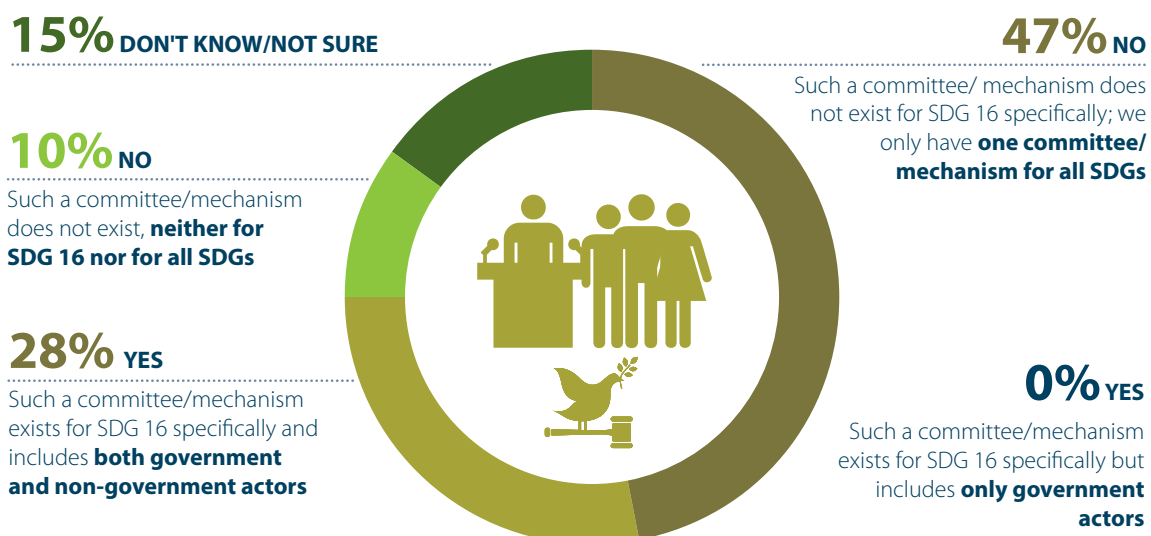 15% DON'T KNOW/NOT SURE
10% NO
Such a committee/mechanism
does not exist, neither for
SDG 16 nor for all SDGs
28% YES
Such a committee/mechanism
exists for SDG 16 specifically and
includes both government
and non-government actors
47% NO
Such a committee/ mechanism does
not exist for SDG 16 specifically; we
only have one committee/
mechanism for all SDGs
0% YES
Such a committee/mechanism
exists for SDG 16 specifically but
includes only government
actors